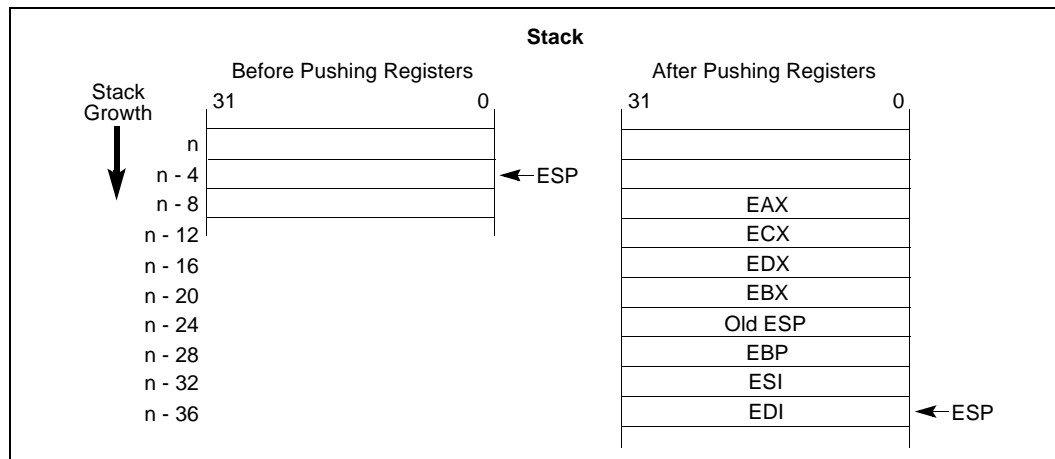 Stack
Before Pushing Registers
After Pushing Registers
Stack
Growth
31 0
31 0
n
n - 4
ESP
n - 8
EAX
n - 12
ECX
n - 16
EDX
n - 20
EBX
n - 24
Old ESP
n - 28
EBP
n - 32
ESI
n - 36
EDI
ESP